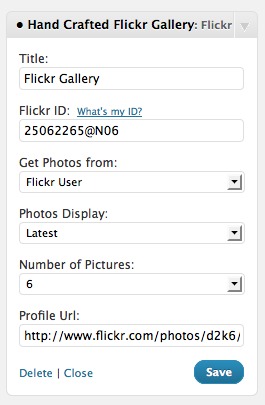 ● Hand Crafted Flickr Gallery: Flickr
Title:
Flickr Gallery
Flickr ID: What's my ID?
25062265@N06
Get Photos from:
Flickr User
Photos Display:
Latest
Number of Pictures:
6
Profile Url:
http://www.flickr.com/photos/d2k6/
Delete | Close
Save